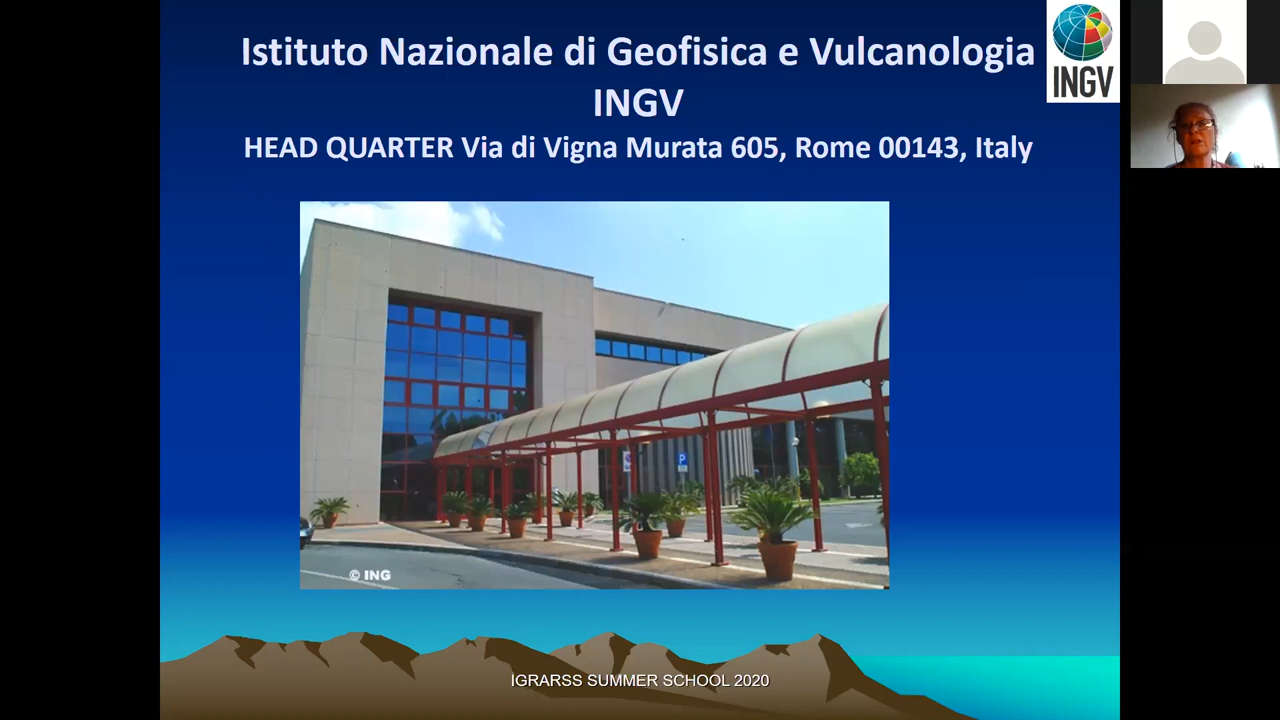 Istituto Nazionale di Geofisica e Vulcanologia
INGV
HEAD QUARTER Via di Vigna Murata 605, Rome 00143, Italy
INGV
P
© ING
IGRARSS SUMMER SCHOOL 2020